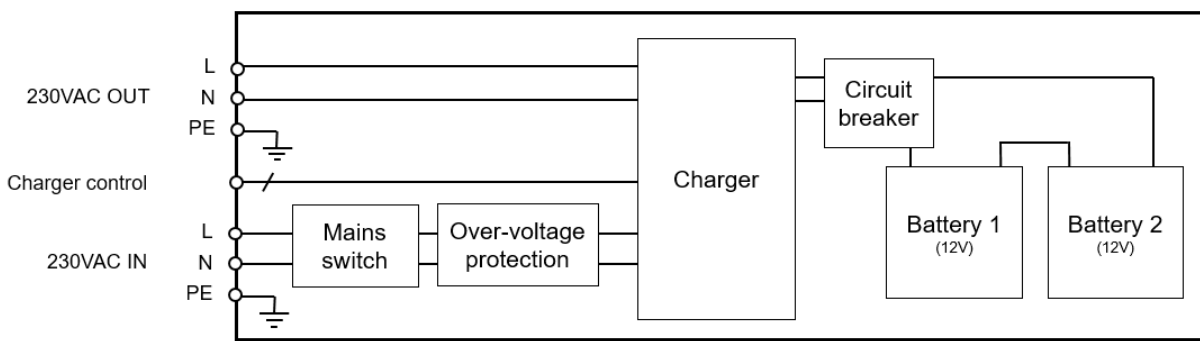 L
230VAC OUT
N
PE
Charger control
L
230VAC IN
N
PE
Mains
switch
Over-voltage
protection
Charger
Circuit
breaker
Battery 1
(12V)
Battery 2
(12V)